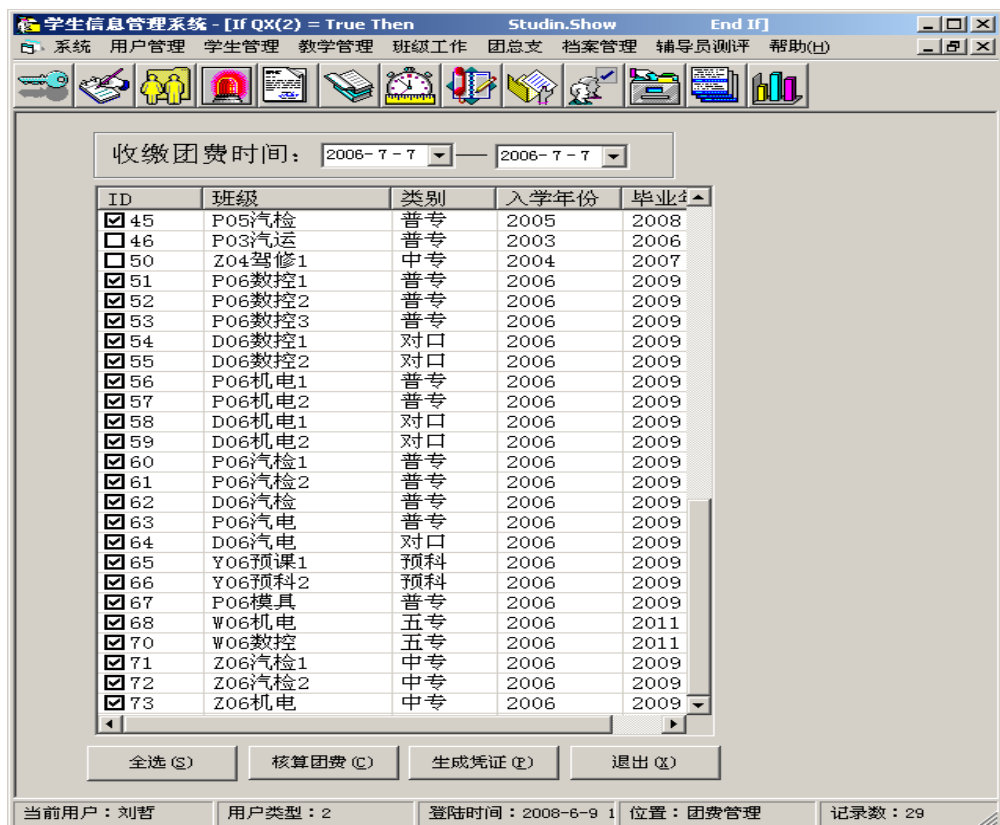 学生信息管理系统 - [If QX(2) = True Then Studin.Show End If]
系统 用户管理 学生管理 教学管理 班级工作 团总支 档案管理 辅导员测评 帮助(H)
收缴团费时间： 2006- 7 - 7 — 2006- 7 - 7
ID 班级 类别 入学年份 毕业
45 P05汽检 普专 2005 2008
46 P03汽运 普专 2003 2006
50 Z04驾修1 中专 2004 2007
51 P06数控1 普专 2006 2009
52 P06数控2 普专 2006 2009
53 P06数控3 普专 2006 2009
54 D06数控1 对口 2006 2009
55 D06数控2 对口 2006 2009
56 P06机电1 普专 2006 2009
57 P06机电2 普专 2006 2009
58 D06机电1 对口 2006 2009
59 D06机电2 对口 2006 2009
60 P06汽检1 普专 2006 2009
61 P06汽检2 普专 2006 2009
62 D06汽检 普专 2006 2009
63 P06汽电 普专 2006 2009
64 D06汽电 对口 2006 2009
65 Y06预课1 预科 2006 2009
66 Y06预科2 预科 2006 2009
67 P06模具 普专 2006 2009
68 W06机电 五专 2006 2011
70 W06数控 五专 2006 2011
71 Z06汽检1 中专 2006 2009
72 Z06汽检2 中专 2006 2009
73 Z06机电 中专 2006 2009
全选(S) 核算团费(C) 生成凭证(P) 退出(X)
当前用户：刘哲 用户类型：2 登陆时间：2008-6-9 1 位置：团费管理 记录数：29